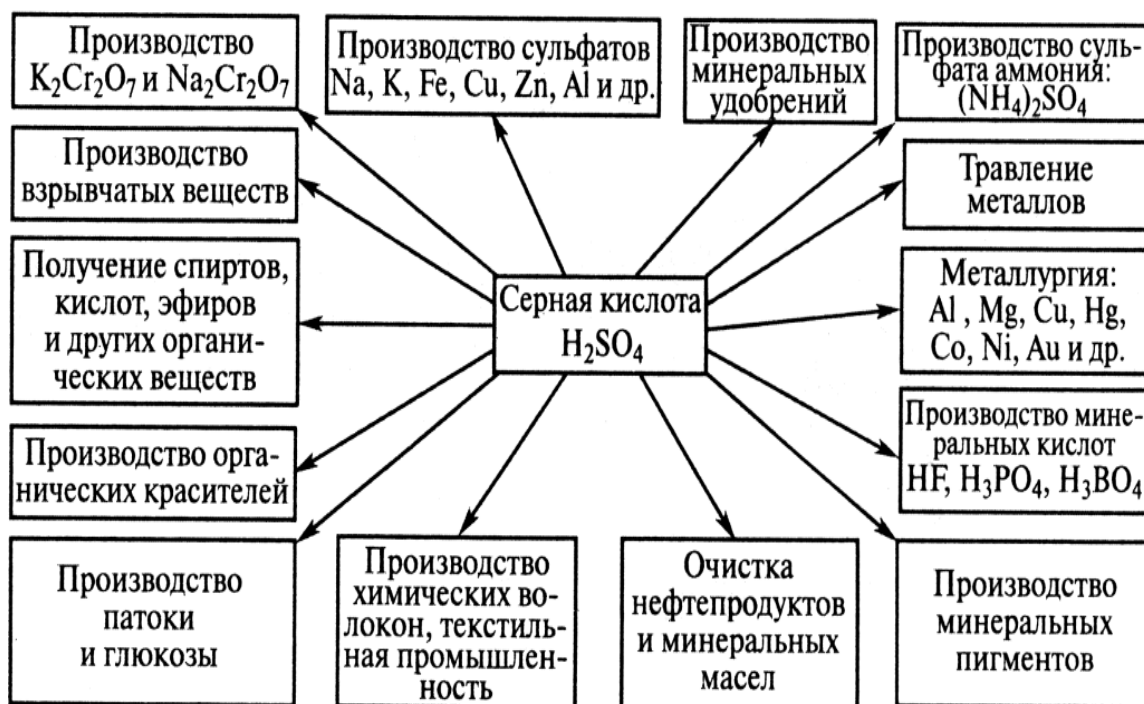 Производство
K₂Cr₂O₇ и Na₂Cr₂O₇
Производство сульфатов
Na, K, Fe, Cu, Zn, Al и др.
Производство
минеральных
удобрений
Производство суль-
фата аммония:
(NH₄)₂SO₄
Производство
взрывчатых веществ
Травление
металлов
Получение спиртов,
кислот, эфиров
и других органи-
ческих веществ
Серная кислота
H₂SO₄
Металлургия:
Al , Mg, Cu, Hg,
Co, Ni, Au и др.
Производство орга-
нических красителей
Производство мине-
ральных кислот
HF, H₃PO₄, H₃BO₄
Производство
патоки
и глюкозы
Производство
химических во-
локон, текстиль-
ная промышлен-
ность
Очистка
нефтепродуктов
и минеральных
масел
Производство
минеральных
пигментов